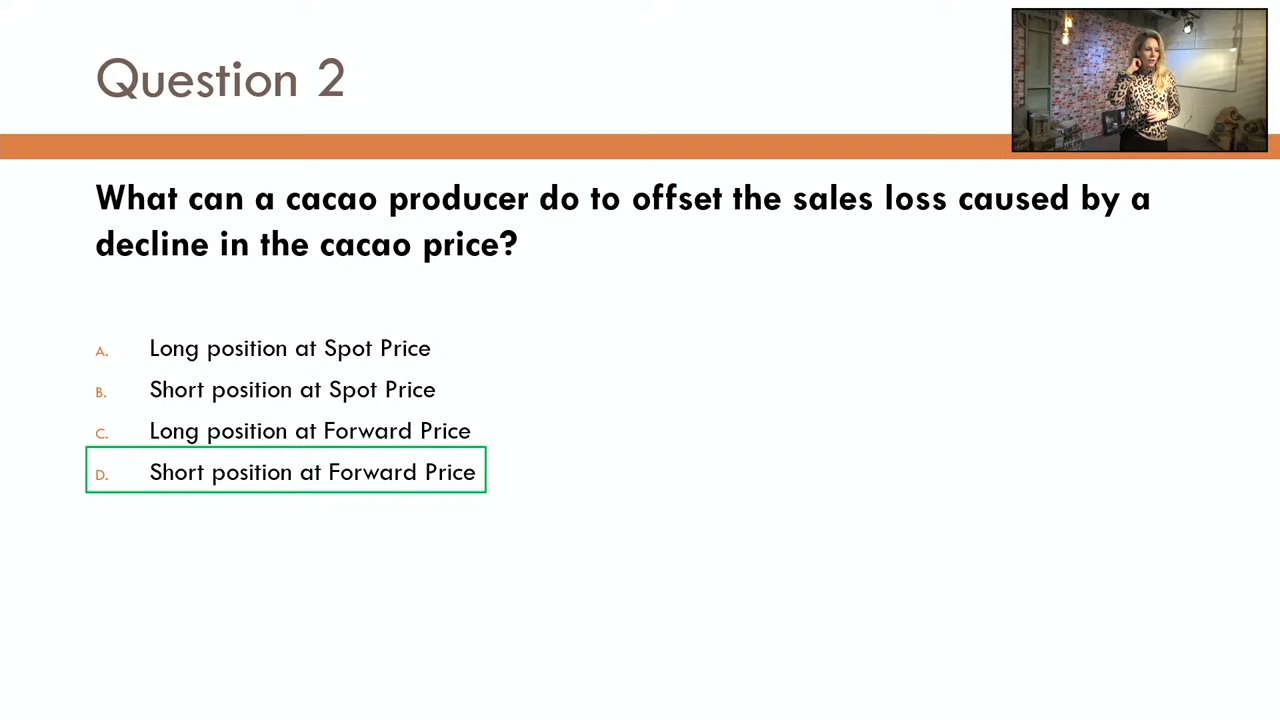 Question 2
What can a cacao producer do to offset the sales loss caused by a
decline in the cacao price?
A. Long position at Spot Price
B. Short position at Spot Price
C. Long position at Forward Price
D. Short position at Forward Price